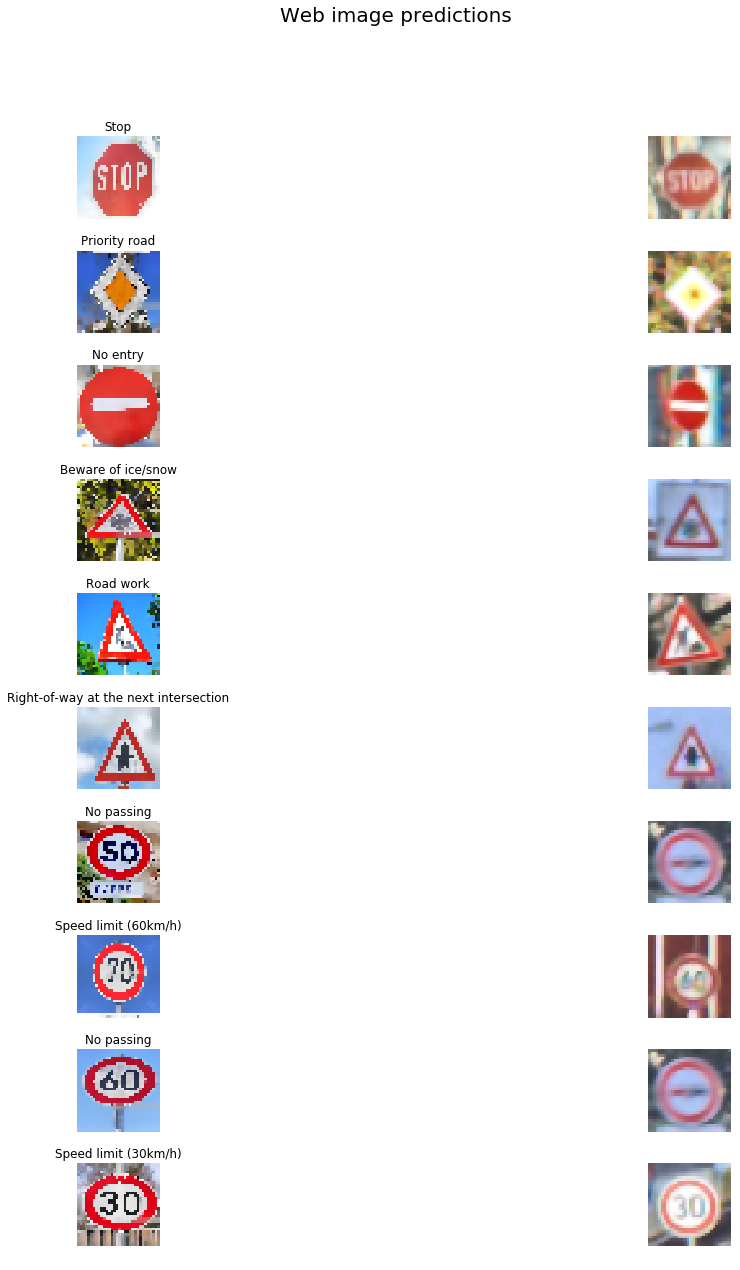 Web image predictions
Stop
STOP
STOP
Priority road
No entry
Beware of ice/snow
Road work
Right-of-way at the next intersection
No passing
50
Speed limit (60km/h)
70
60
No passing
60
Speed limit (30km/h)
30
30